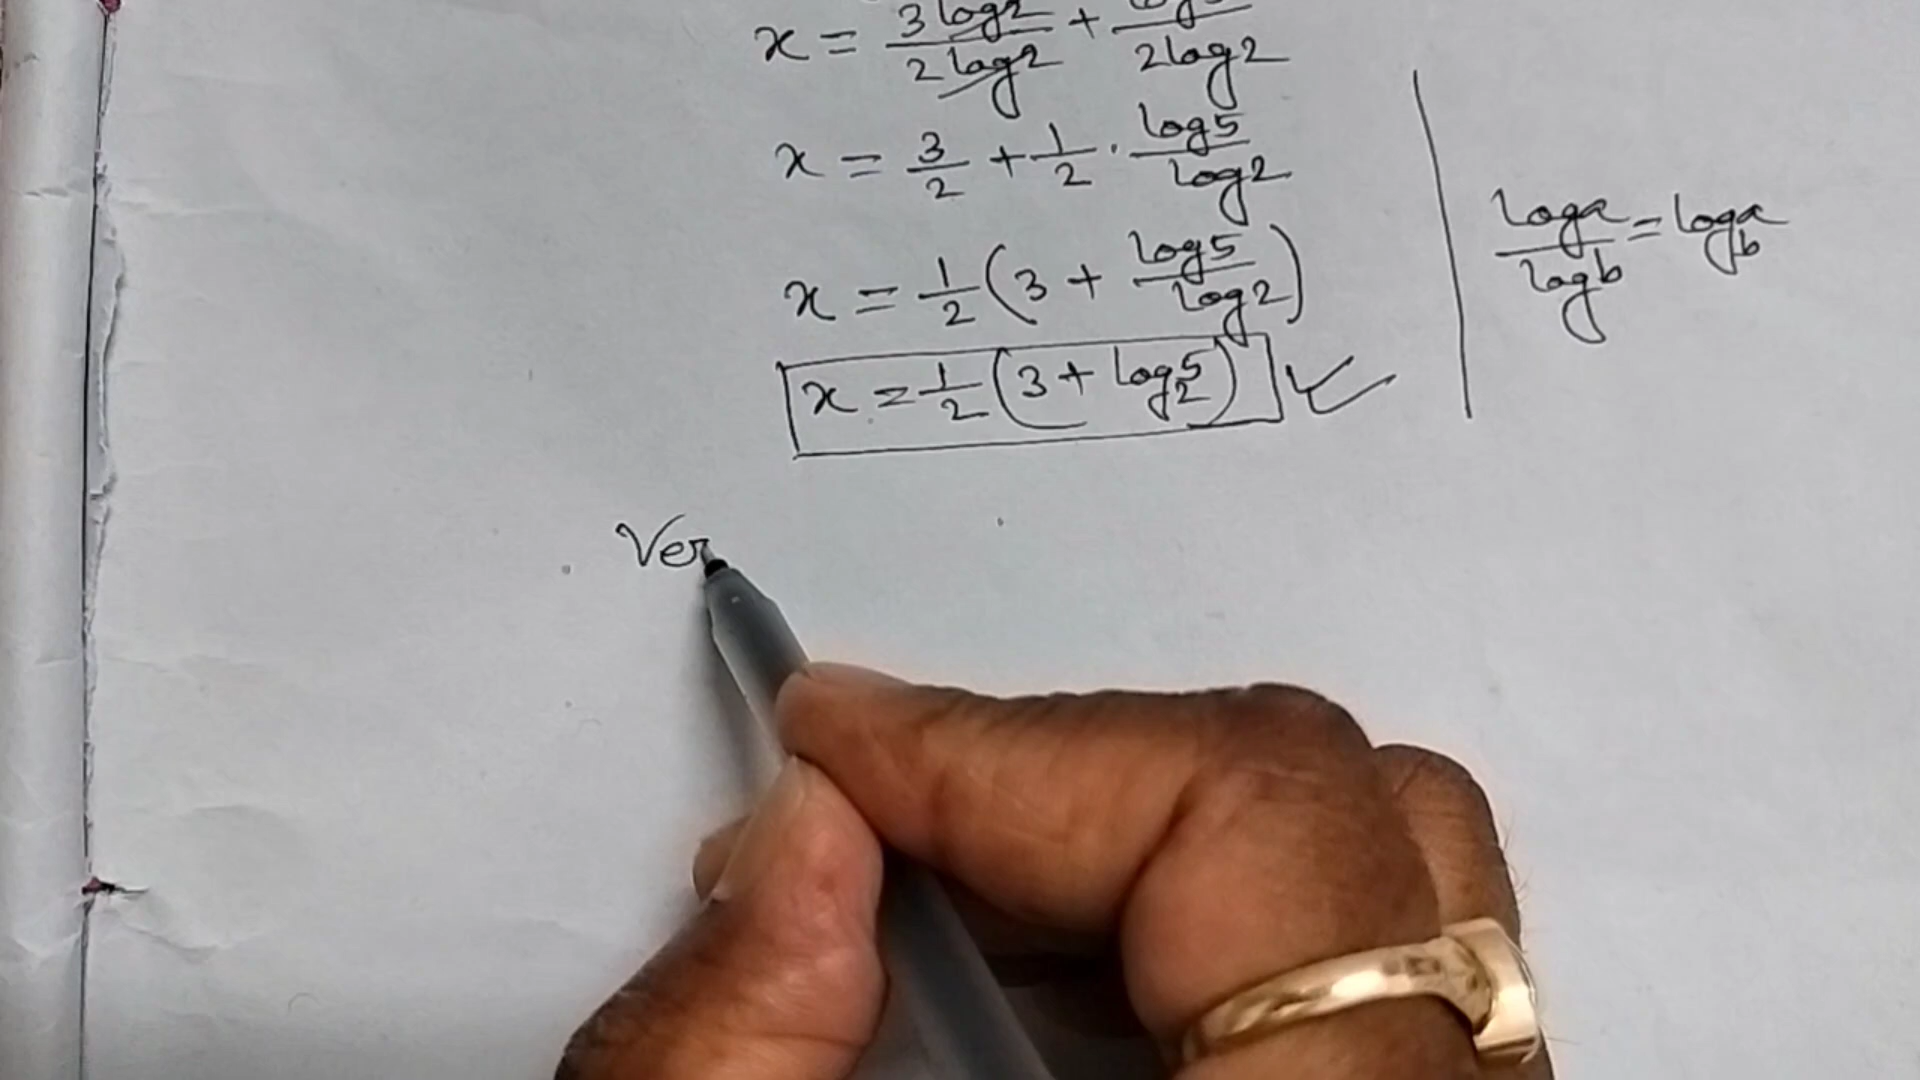 x = 3log2/2log2 + /2log2
x = 3/2 + 1/2 · log5/log2
x = 1/2 (3 + log5/log2)
x = 1/2 (3 + log₂5)
loga/logb = log_b a
Ver